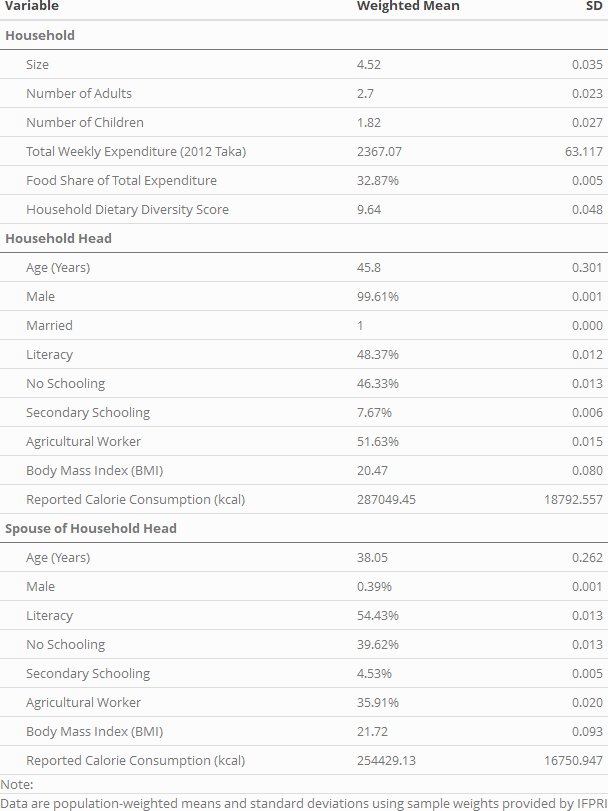 Variable Weighted Mean SD
Household
Size 4.52 0.035
Number of Adults 2.7 0.023
Number of Children 1.82 0.027
Total Weekly Expenditure (2012 Taka) 2367.07 63.117
Food Share of Total Expenditure 32.87% 0.005
Household Dietary Diversity Score 9.64 0.048
Household Head
Age (Years) 45.8 0.301
Male 99.61% 0.001
Married 1 0.000
Literacy 48.37% 0.012
No Schooling 46.33% 0.013
Secondary Schooling 7.67% 0.006
Agricultural Worker 51.63% 0.015
Body Mass Index (BMI) 20.47 0.080
Reported Calorie Consumption (kcal) 287049.45 18792.557
Spouse of Household Head
Age (Years) 38.05 0.262
Male 0.39% 0.001
Literacy 54.43% 0.013
No Schooling 39.62% 0.013
Secondary Schooling 4.53% 0.005
Agricultural Worker 35.91% 0.020
Body Mass Index (BMI) 21.72 0.093
Reported Calorie Consumption (kcal) 254429.13 16750.947
Note:
Data are population-weighted means and standard deviations using sample weights provided by IFPRI